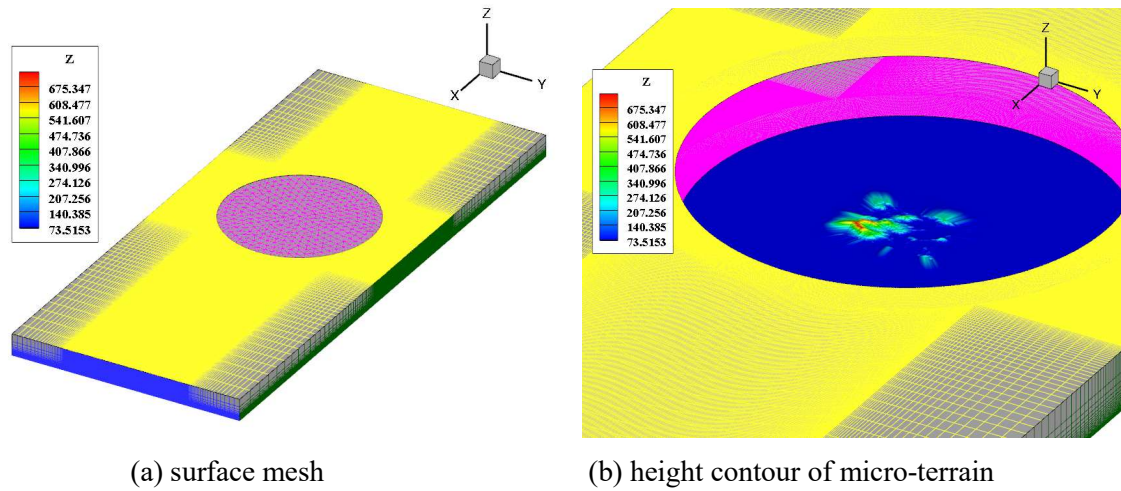 z
675.347
608.477
541.607
474.736
407.866
340.996
274.126
207.256
140.385
73.5153
Z
X
Y
z
675.347
608.477
541.607
474.736
407.866
340.996
274.126
207.256
140.385
73.5153
Z
X
Y
(a) surface mesh
(b) height contour of micro-terrain